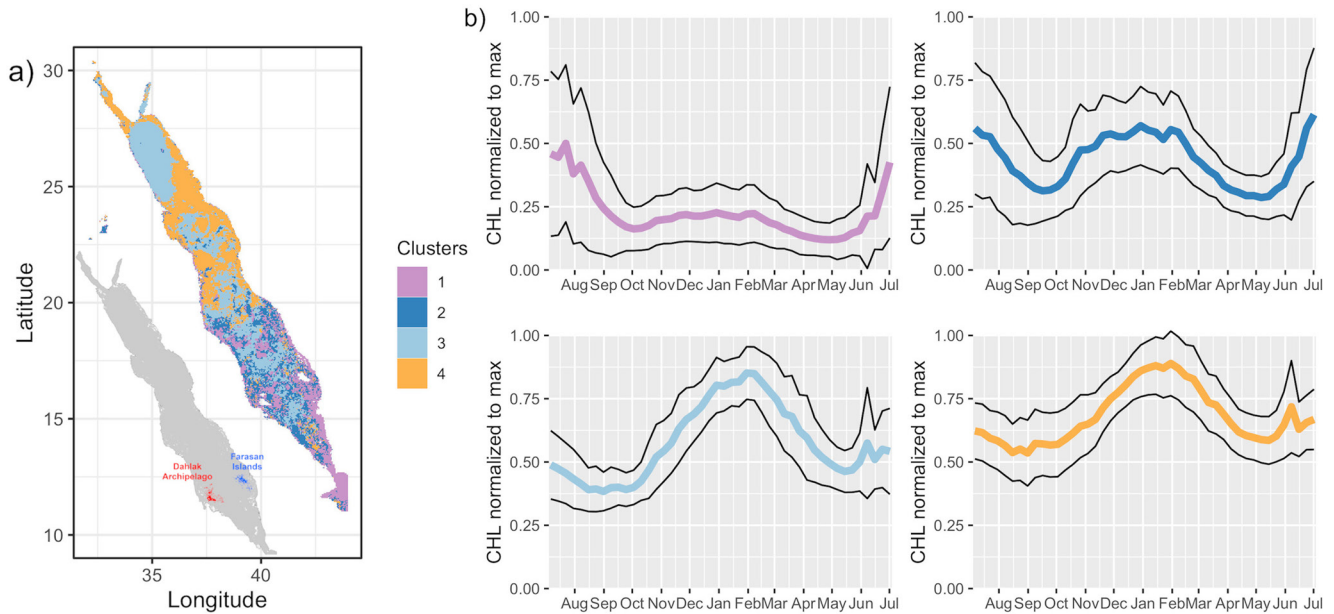 a)
30
25
20
15
10
Latitude
35
40
Longitude
Dahlak
Archipelago
Farasan
Islands
Clusters
1
2
3
4
b)
CHL normalized to max
1.00
0.75
0.50
0.25
0.00
Aug Sep Oct Nov Dec Jan Feb Mar Apr May Jun Jul
CHL normalized to max
1.00
0.75
0.50
0.25
0.00
Aug Sep Oct Nov Dec Jan Feb Mar Apr May Jun Jul
CHL normalized to max
1.00
0.75
0.50
0.25
0.00
Aug Sep Oct Nov Dec Jan Feb Mar Apr May Jun Jul
CHL normalized to max
1.00
0.75
0.50
0.25
0.00
Aug Sep Oct Nov Dec Jan Feb Mar Apr May Jun Jul